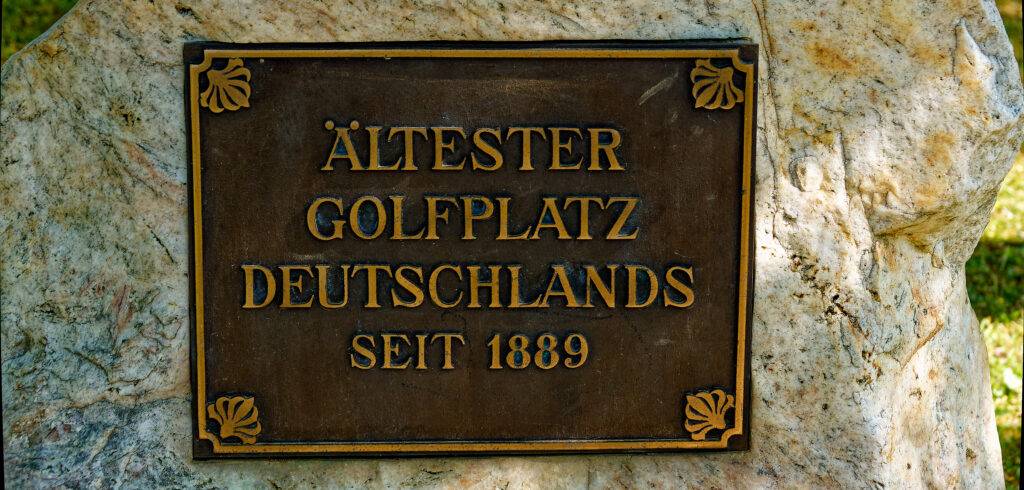 ÄLTESTER
GOLFPLATZ
DEUTSCHLANDS
SEIT 1889